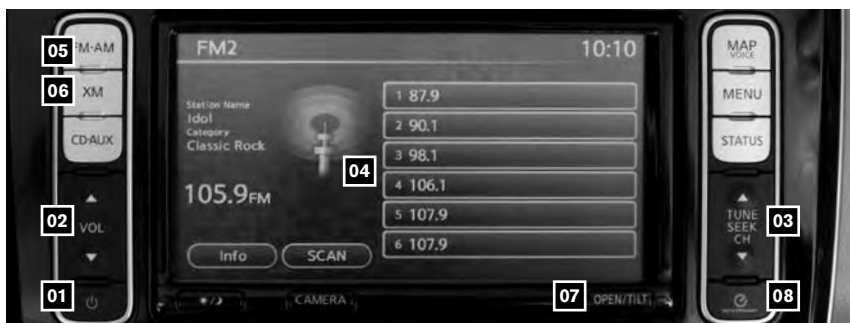 05
FM·AM
06
XM
CD·AUX
02
VOL
01
FM2
10:10
Station Name
Idol
Category
Classic Rock
04
105.9FM
Info
SCAN
1 87.9
2 90.1
3 98.1
4 106.1
5 107.9
6 107.9
CAMERA
07
OPEN/TILT
MAP
VOICE
MENU
STATUS
TUNE
SEEK
CH
03
08